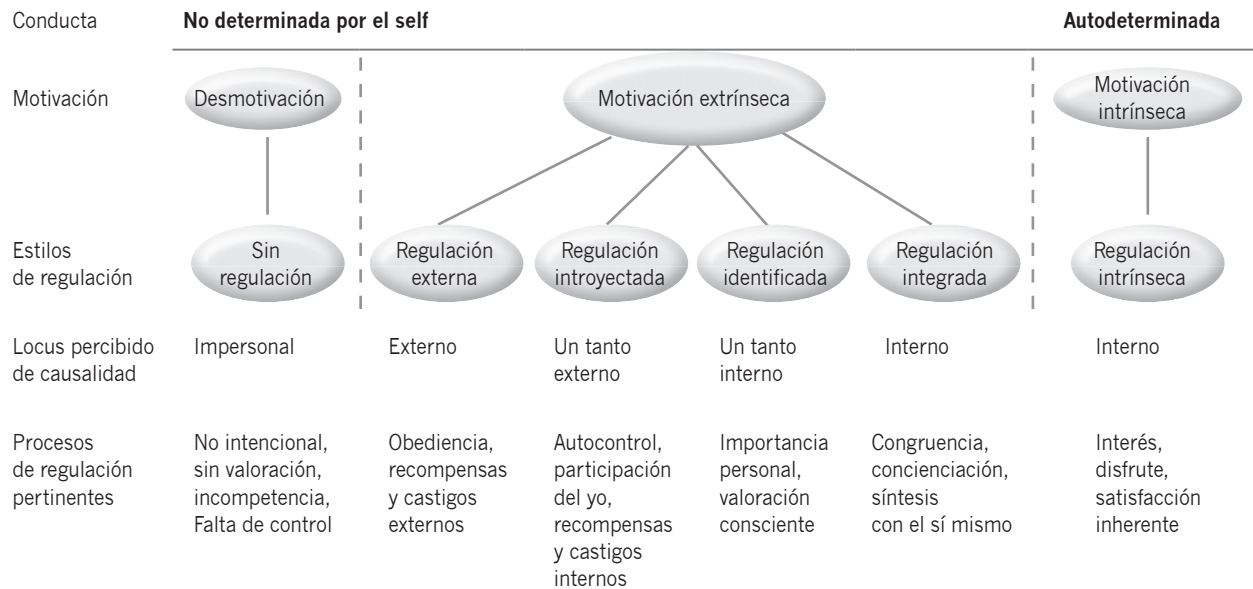 Conducta No determinada por el self Autodeterminada
Motivación Desmotivación Motivación extrínseca Motivación
intrínseca
Estilos
de regulación
Sin
regulación
Regulación
externa
Regulación
introyectada
Regulación
identificada
Regulación
integrada
Regulación
intrínseca
Locus percibido
de causalidad
Impersonal
Externo
Un tanto
externo
Un tanto
interno
Interno
Interno
Procesos
de regulación
pertinentes
No intencional,
sin valoración,
incompetencia,
Falta de control
Obediencia,
recompensas
y castigos
externos
Autocontrol,
participación
del yo,
recompensas
y castigos
internos
Importancia
personal,
valoración
consciente
Congruencia,
concienciación,
síntesis
con el sí mismo
Interés,
disfrute,
satisfacción
inherente